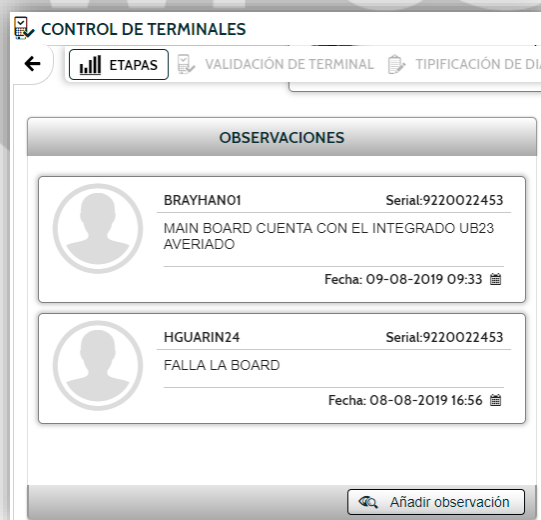 CONTROL DE TERMINALES
ETAPAS VALIDACIÓN DE TERMINAL TIPIFICACIÓN DE
OBSERVACIONES
BRAYHAN01 Serial:9220022453
MAIN BOARD CUENTA CON EL INTEGRADO UB23
AVERIADO
Fecha: 09-08-2019 09:33
HGUARIN24 Serial:9220022453
FALLA LA BOARD
Fecha: 08-08-2019 16:56
Añadir observación